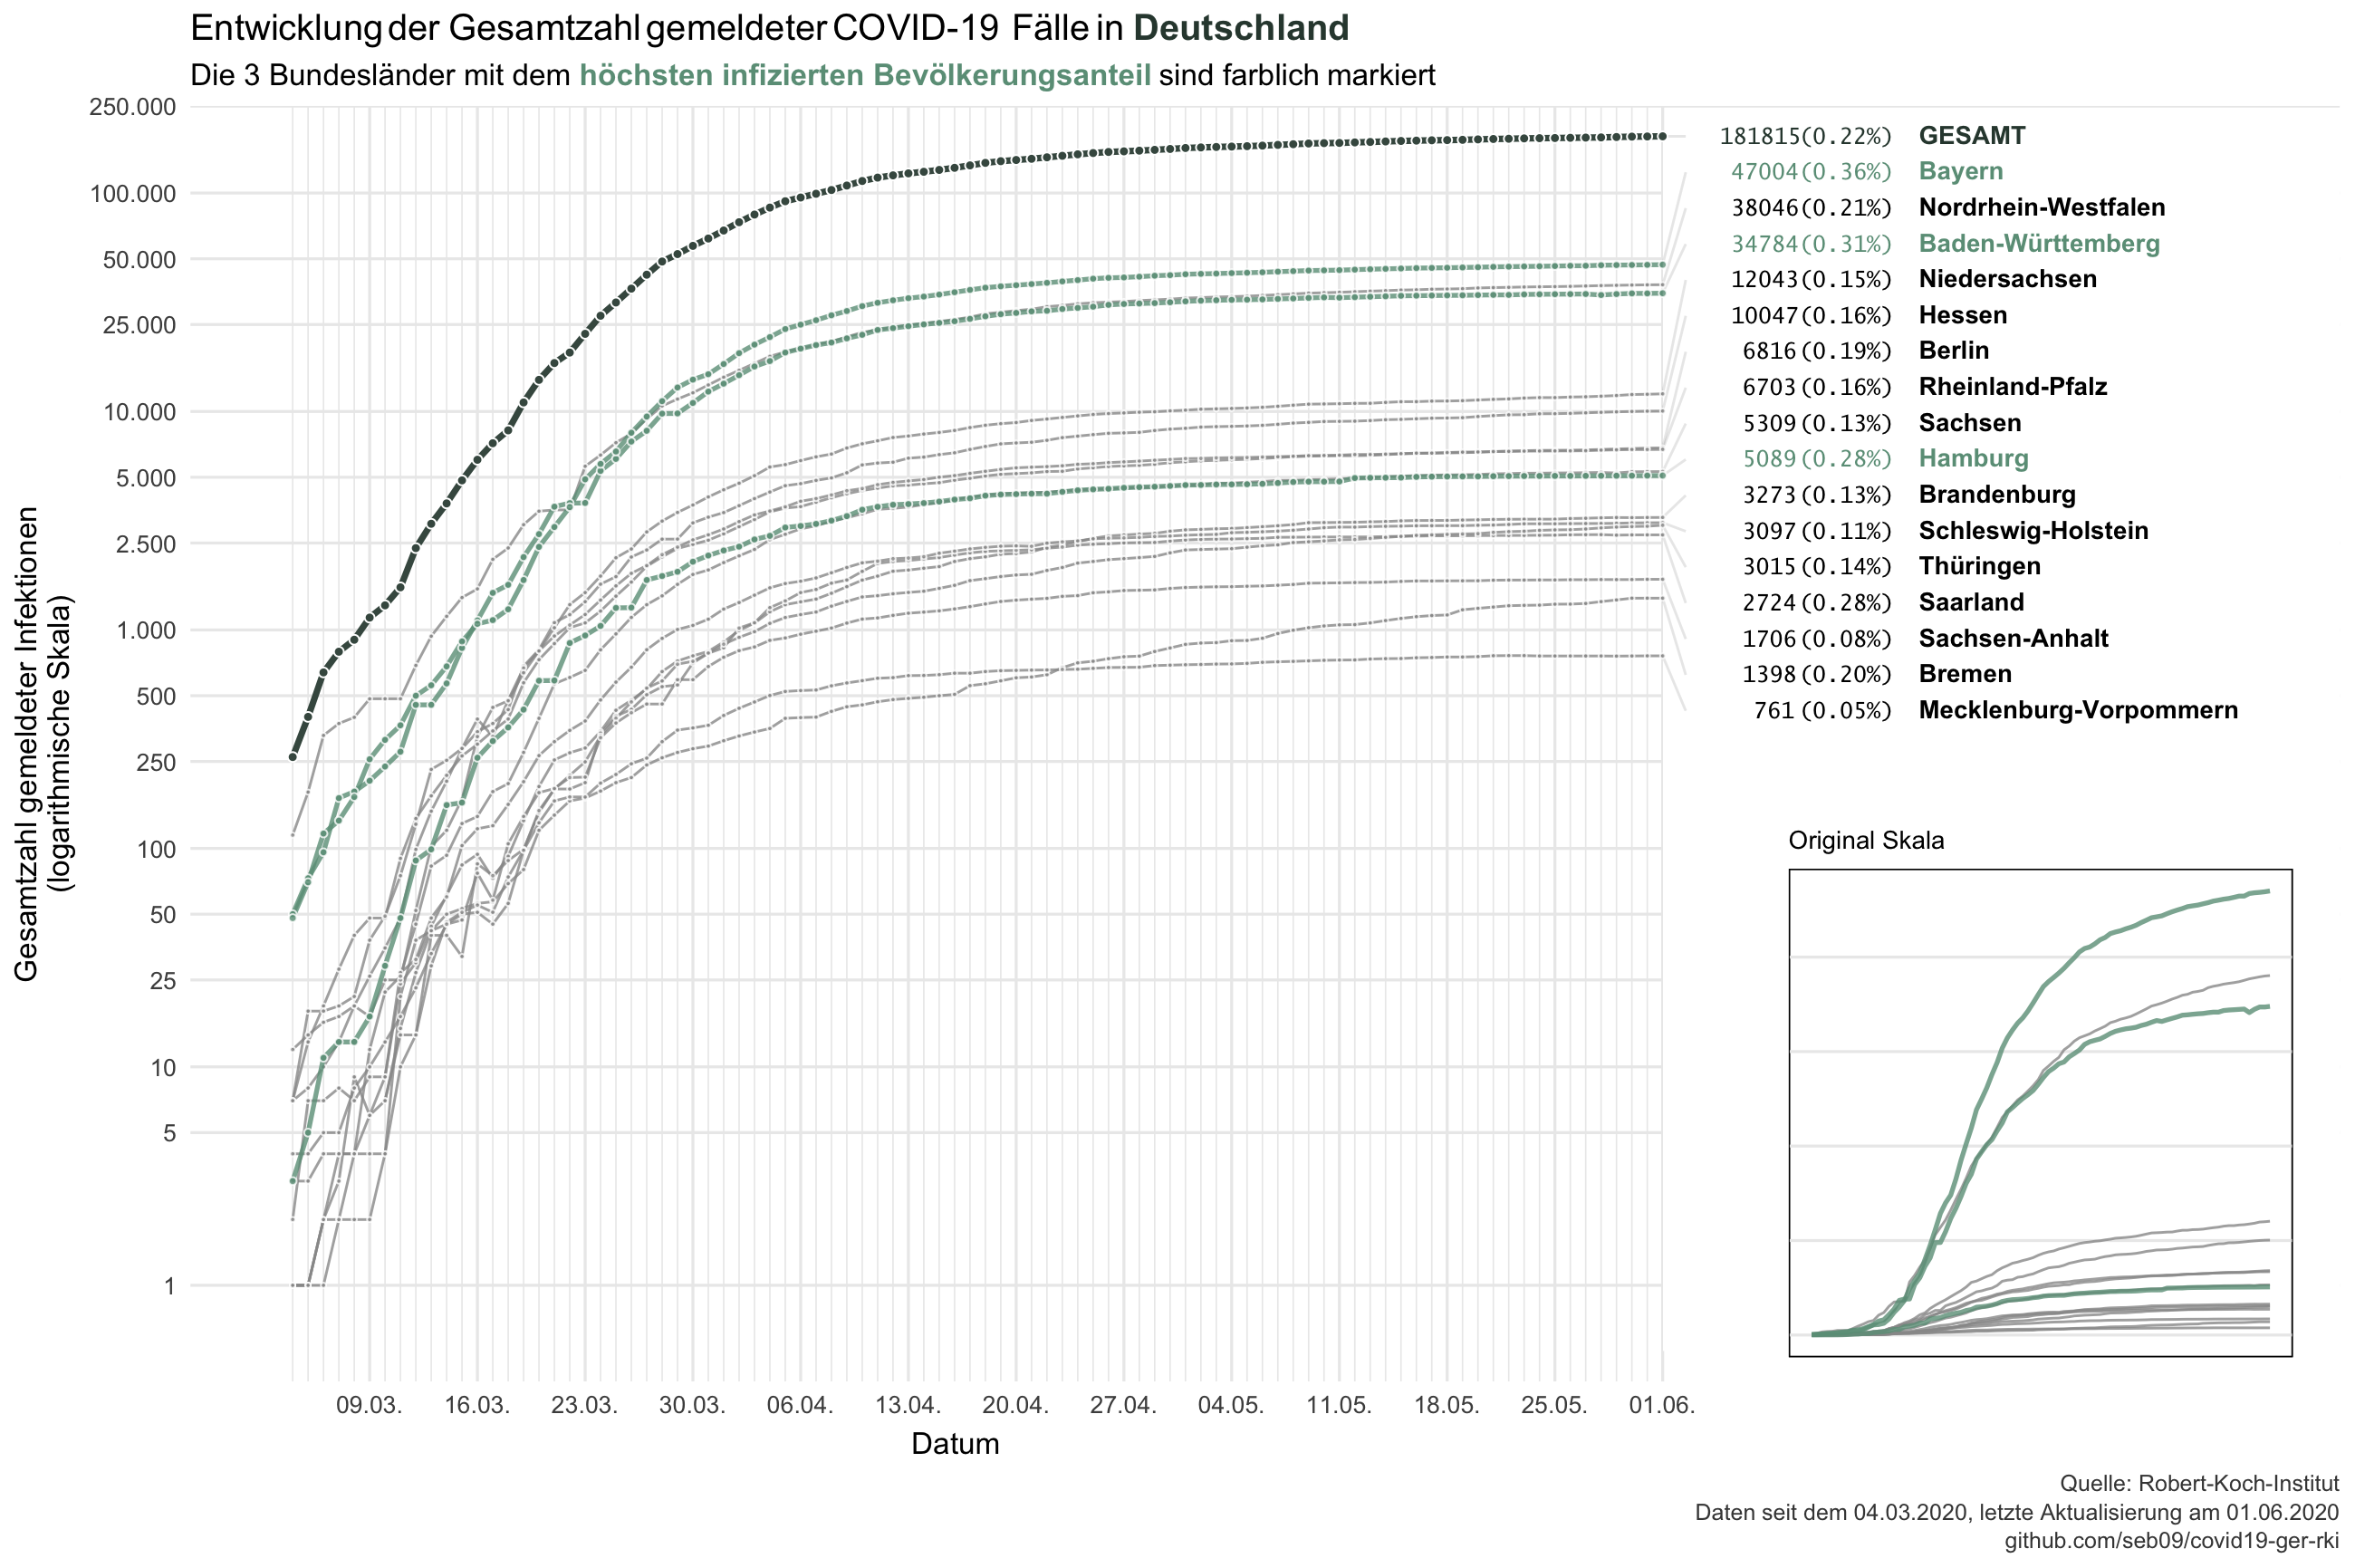 Entwicklung der Gesamtzahl gemeldeter COVID-19 Fälle in Deutschland
Die 3 Bundesländer mit dem höchsten infizierten Bevölkerungsanteil sind farblich markiert
Gesamtzahl gemeldeter Infektionen
(logarithmische Skala)
250.000
100.000
50.000
25.000
10.000
5.000
2.500
1.000
500
250
100
50
25
10
5
1
181815(0.22%) GESAMT
47004(0.36%) Bayern
38046(0.21%) Nordrhein-Westfalen
34784(0.31%) Baden-Württemberg
12043(0.15%) Niedersachsen
10047(0.16%) Hessen
6816(0.19%) Berlin
6703(0.16%) Rheinland-Pfalz
5309(0.13%) Sachsen
5089(0.28%) Hamburg
3273(0.13%) Brandenburg
3097(0.11%) Schleswig-Holstein
3015(0.14%) Thüringen
2724(0.28%) Saarland
1706(0.08%) Sachsen-Anhalt
1398(0.20%) Bremen
761(0.05%) Mecklenburg-Vorpommern
Original Skala
09.03. 16.03. 23.03. 30.03. 06.04. 13.04. 20.04. 27.04. 04.05. 11.05. 18.05. 25.05. 01.06.
Datum
Quelle: Robert-Koch-Institut
Daten seit dem 04.03.2020, letzte Aktualisierung am 01.06.2020
github.com/seb09/covid19-ger-rki